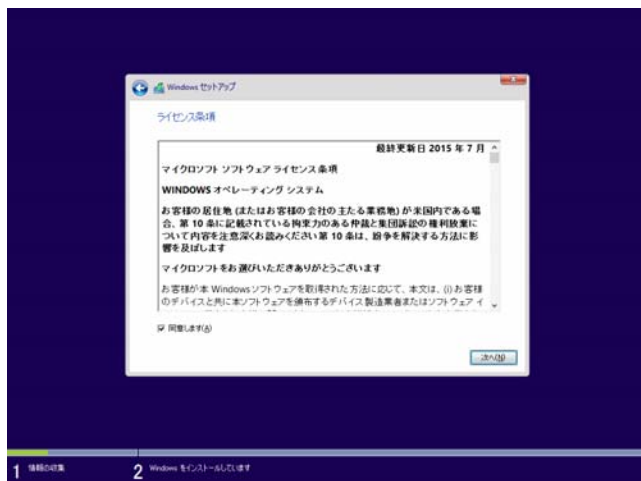 Windows セットアップ
ライセンス条項
最終更新日 2015 年 7 月
マイクロソフト ソフトウェア ライセンス条項
WINDOWS オペレーティング システム
お客様の居住地 (またはお客様の会社の主たる業務地) が米国内である場
合、第 10 条に記載されている拘束力のある仲裁と集団訴訟の権利放棄に
ついて内容を注意深くお読みください 第 10 条は、紛争を解決する方法に影
響を及ぼします
マイクロソフトをお選びいただきありがとうございます
お客様が本 Windows ソフトウェアを取得された方法に応じて、本文は、(i) お客様
のデバイスと共に本ソフトウェアを頒布するデバイス製造業者またはソフトウェア イ
同意します(A)
次へ(N)
1 情報の収集
2 Windows をインストールしています